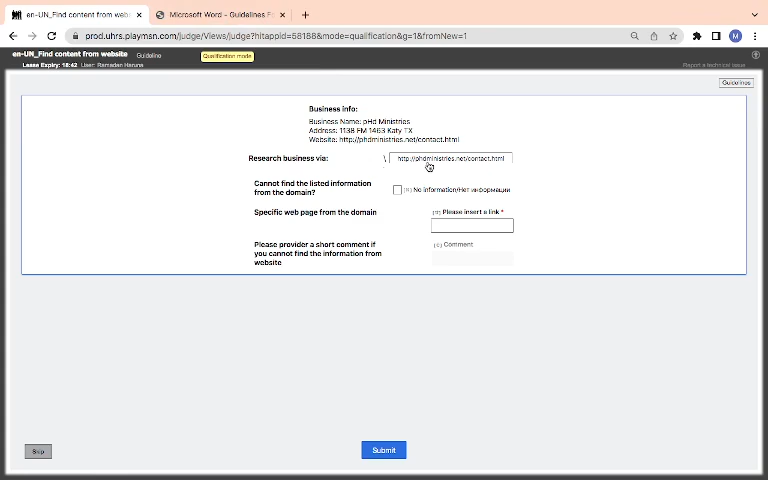 en-UN_Find content from webs
Microsoft Word - Guidelines F
prod.uhrs.playmsn.com/judge/Views/judge?hitappid=58188&mode=qualification&g=1&fromNew=1
M
en-UN_Find content from website Guideline
Qualification mode
Lease Expiry: 18:42 User: Ramadan Haruna
Report a technical issue
Guidelines
Business info:
Business Name: pHd Ministries
Address: 1138 FM 1463 Katy TX
Website: http://phdministries.net/contact.html
Research business via:
\ http://phdministries.net/contact.html
Cannot find the listed information
from the domain?
No information/Нет информации
Specific web page from the domain
Please insert a link *
Please provider a short comment if
you cannot find the information from
website
Comment
Skip
Submit